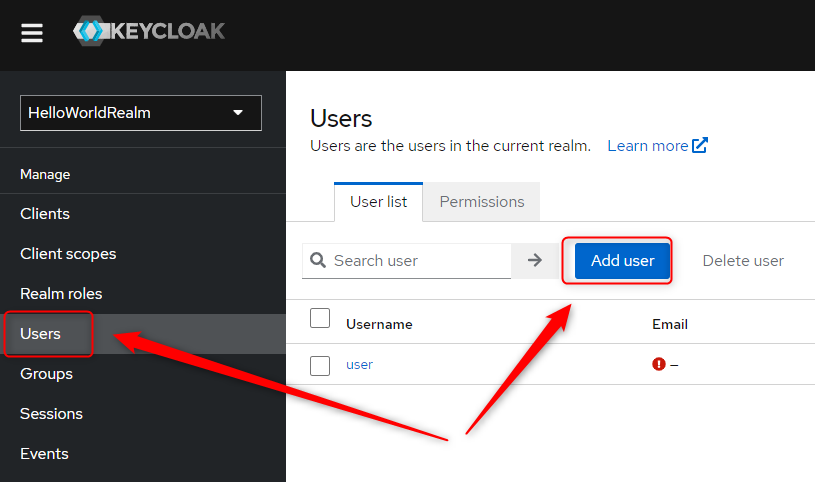 KEYCLOAK
HelloWorldRealm
Manage
Clients
Client scopes
Realm roles
Users
Groups
Sessions
Events
Users
Users are the users in the current realm. Learn more
User list Permissions
Search user Add user Delete user
Username Email
user –